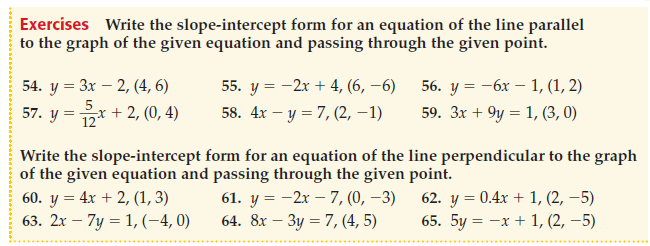 Exercises Write the slope-intercept form for an equation of the line parallel
to the graph of the given equation and passing through the given point.
54. y = 3x − 2, (4, 6) 55. y = −2x + 4, (6, −6) 56. y = −6x − 1, (1, 2)
57. y = 5/12x + 2, (0, 4) 58. 4x − y = 7, (2, −1) 59. 3x + 9y = 1, (3, 0)
Write the slope-intercept form for an equation of the line perpendicular to the graph
of the given equation and passing through the given point.
60. y = 4x + 2, (1, 3) 61. y = −2x − 7, (0, −3) 62. y = 0.4x + 1, (2, −5)
63. 2x − 7y = 1, (−4, 0) 64. 8x − 3y = 7, (4, 5) 65. 5y = −x + 1, (2, −5)